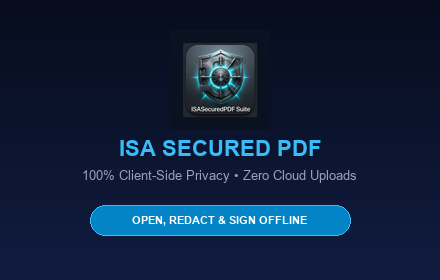 ISASecuredPDF Suite
ISA SECURED PDF
100% Client-Side Privacy • Zero Cloud Uploads
OPEN, REDACT & SIGN OFFLINE